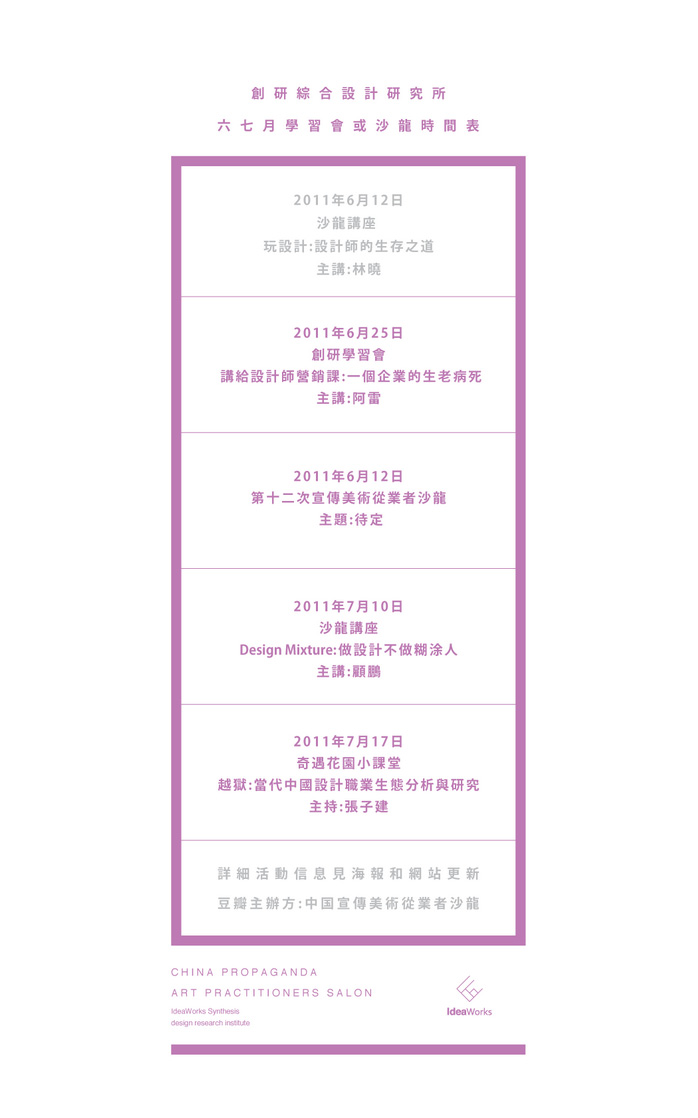 創研綜合設計研究所
六七月學習會或沙龍時間表
2011年6月12日
沙龍講座
玩設計:設計師的生存之道
主講:林曉
2011年6月25日
創研學習會
講給設計師營銷課:一個企業的生老病死
主講:阿雷
2011年6月12日
第十二次宣傳美術從業者沙龍
主題:待定
2011年7月10日
沙龍講座
Design Mixture:做設計不做糊涂人
主講:顧鵬
2011年7月17日
奇遇花園小課堂
越獄:當代中國設計職業生態分析與研究
主持:張子建
詳細活動信息見海報和網站更新
豆瓣主辦方:中国宣傳美術從業者沙龍
CHINA PROPAGANDA
ART PRACTITIONERS SALON
IdeaWorks Synthesis
design research institute
IdeaWorks